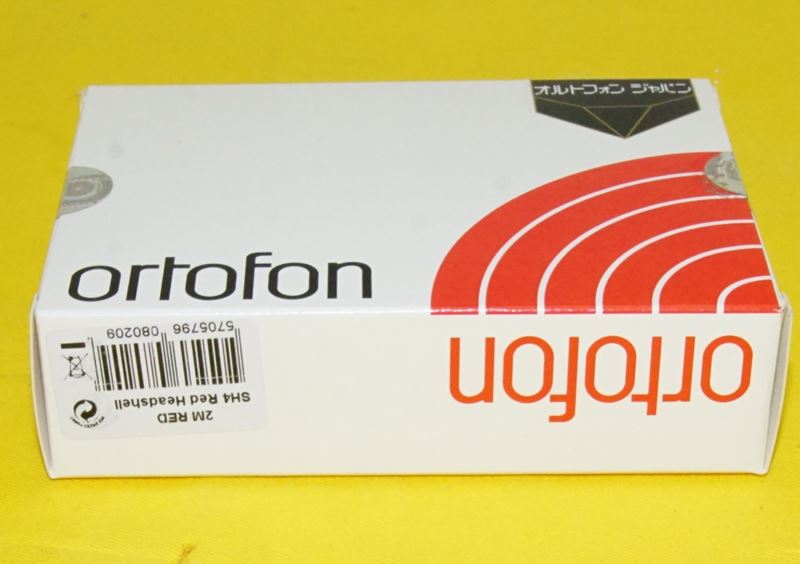 オルトフォン ジャパン
ortofon
ortofon
2M RED
SH4 Red Headshell
5705796 080209